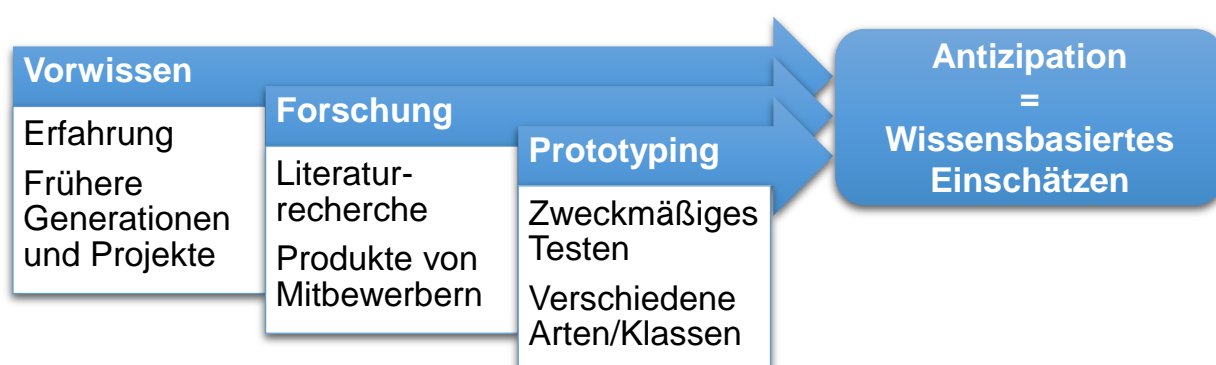 Vorwissen
Erfahrung
Frühere
Generationen
und Projekte
Forschung
Literatur-
recherche
Produkte von
Mitbewerbern
Prototyping
Zweckmäßiges
Testen
Verschiedene
Arten/Klassen
Antizipation
=
Wissensbasiertes
Einschätzen